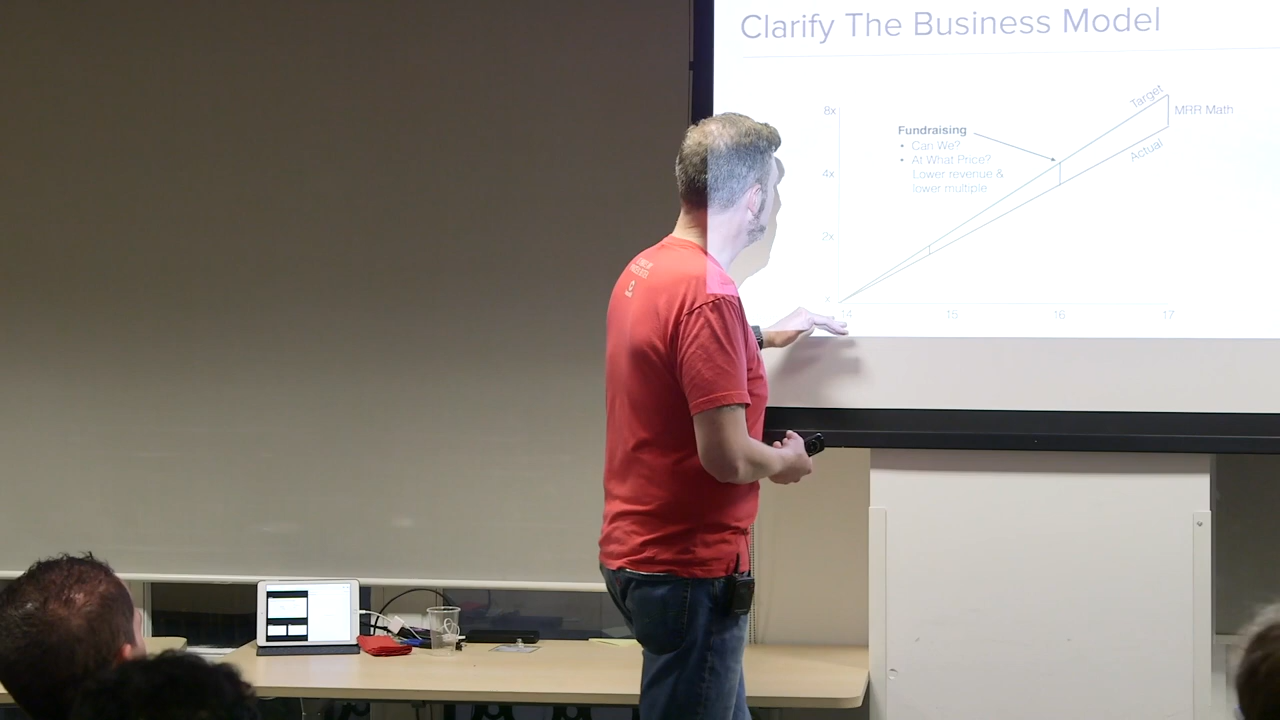 Clarify The Business Model
8x
4x
2x
x
14
15
16
17
Fundraising
• Can We?
• At What Price?
Lower revenue &
lower multiple
Target
MRR Math
Actual